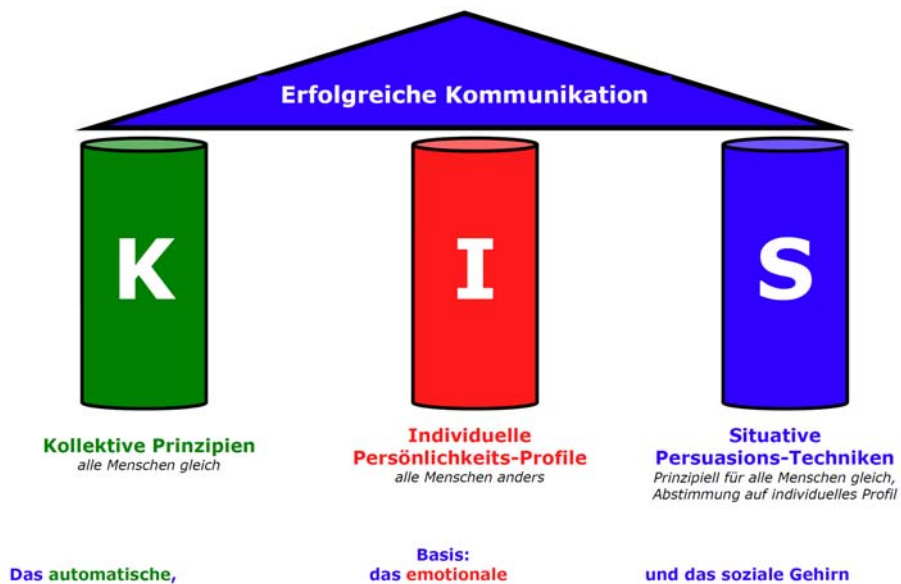 Erfolgreiche Kommunikation
K
I
S
Kollektive Prinzipien
alle Menschen gleich
Individuelle
Persönlichkeits-Profile
alle Menschen anders
Situative
Persuasions-Techniken
Prinzipiell für alle Menschen gleich,
Abstimmung auf individuelles Profil
Basis:
Das automatische, das emotionale und das soziale Gehirn